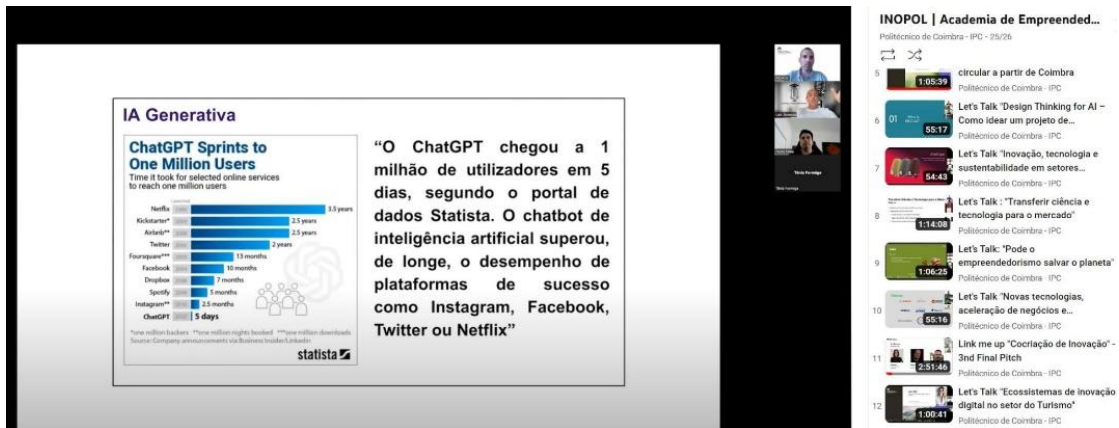 IA Generativa
ChatGPT Sprints to
One Million Users
Time it took for selected online services
to reach one million users
Launched
Netflix 3.5 years
Kickstarter* 2.5 years
Airbnb** 2.5 years
Twitter 2 years
Foursquare*** 13 months
Facebook 10 months
Dropbox 7 months
Spotify 5 months
Instagram** 2.5 months
ChatGPT 5 days
*one million backers **one million nights booked ***one million downloads
Source: Company announcements via Business Insider/Linkedin
statista
“O ChatGPT chegou a 1
milhão de utilizadores em 5
dias, segundo o portal de
dados Statista. O chatbot de
inteligência artificial superou,
de longe, o desempenho de
plataformas de sucesso
como Instagram, Facebook,
Twitter ou Netflix”
INOPOL | Academia de Empreended...
Politécnico de Coimbra - IPC - 25/26
5
1:05:39
circular a partir de Coimbra
Politécnico de Coimbra - IPC
6
01
55:17
Let's Talk "Design Thinking for AI –
Como idear um projeto de...
Politécnico de Coimbra - IPC
7
54:43
Let's Talk "Inovação, tecnologia e
sustentabilidade em setores...
Politécnico de Coimbra - IPC
8
1:14:08
Let's Talk : "Transferir ciência e
tecnologia para o mercado"
Politécnico de Coimbra - IPC
9
1:06:25
Let's Talk: "Pode o
empreendedorismo salvar o planeta"
Politécnico de Coimbra - IPC
10
55:16
Let's Talk "Novas tecnologias,
aceleração de negócios e...
Politécnico de Coimbra - IPC
11
2:51:46
Link me up "Cocriação de Inovação" -
3nd Final Pitch
Politécnico de Coimbra - IPC
12
1:00:41
Let's Talk "Ecossistemas de inovação
digital no setor do Turismo"
Politécnico de Coimbra - IPC